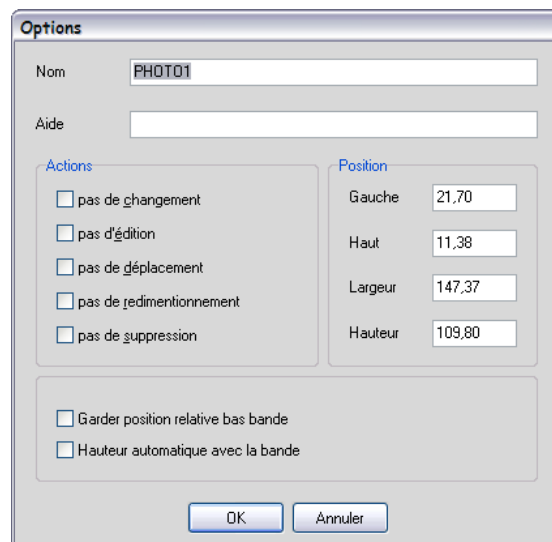 Options
Nom PHOTO1
Aide
Actions
pas de changement
pas d'édition
pas de déplacement
pas de redimentionnement
pas de suppression
Position
Gauche 21,70
Haut 11,38
Largeur 147,37
Hauteur 109,80
Garder position relative bas bande
Hauteur automatique avec la bande
OK Annuler